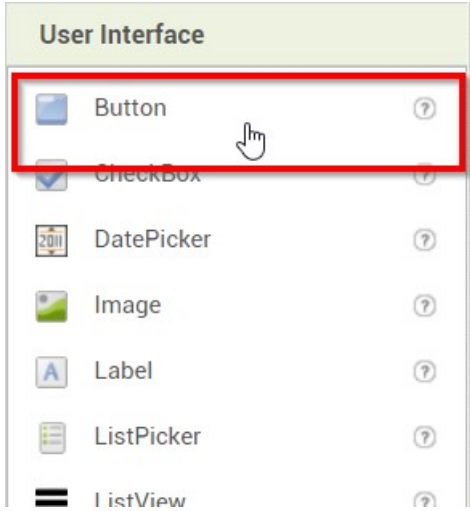 User Interface
Button ?
CheckBox ?
2011 DatePicker ?
Image ?
A Label ?
ListPicker ?
ListView ?